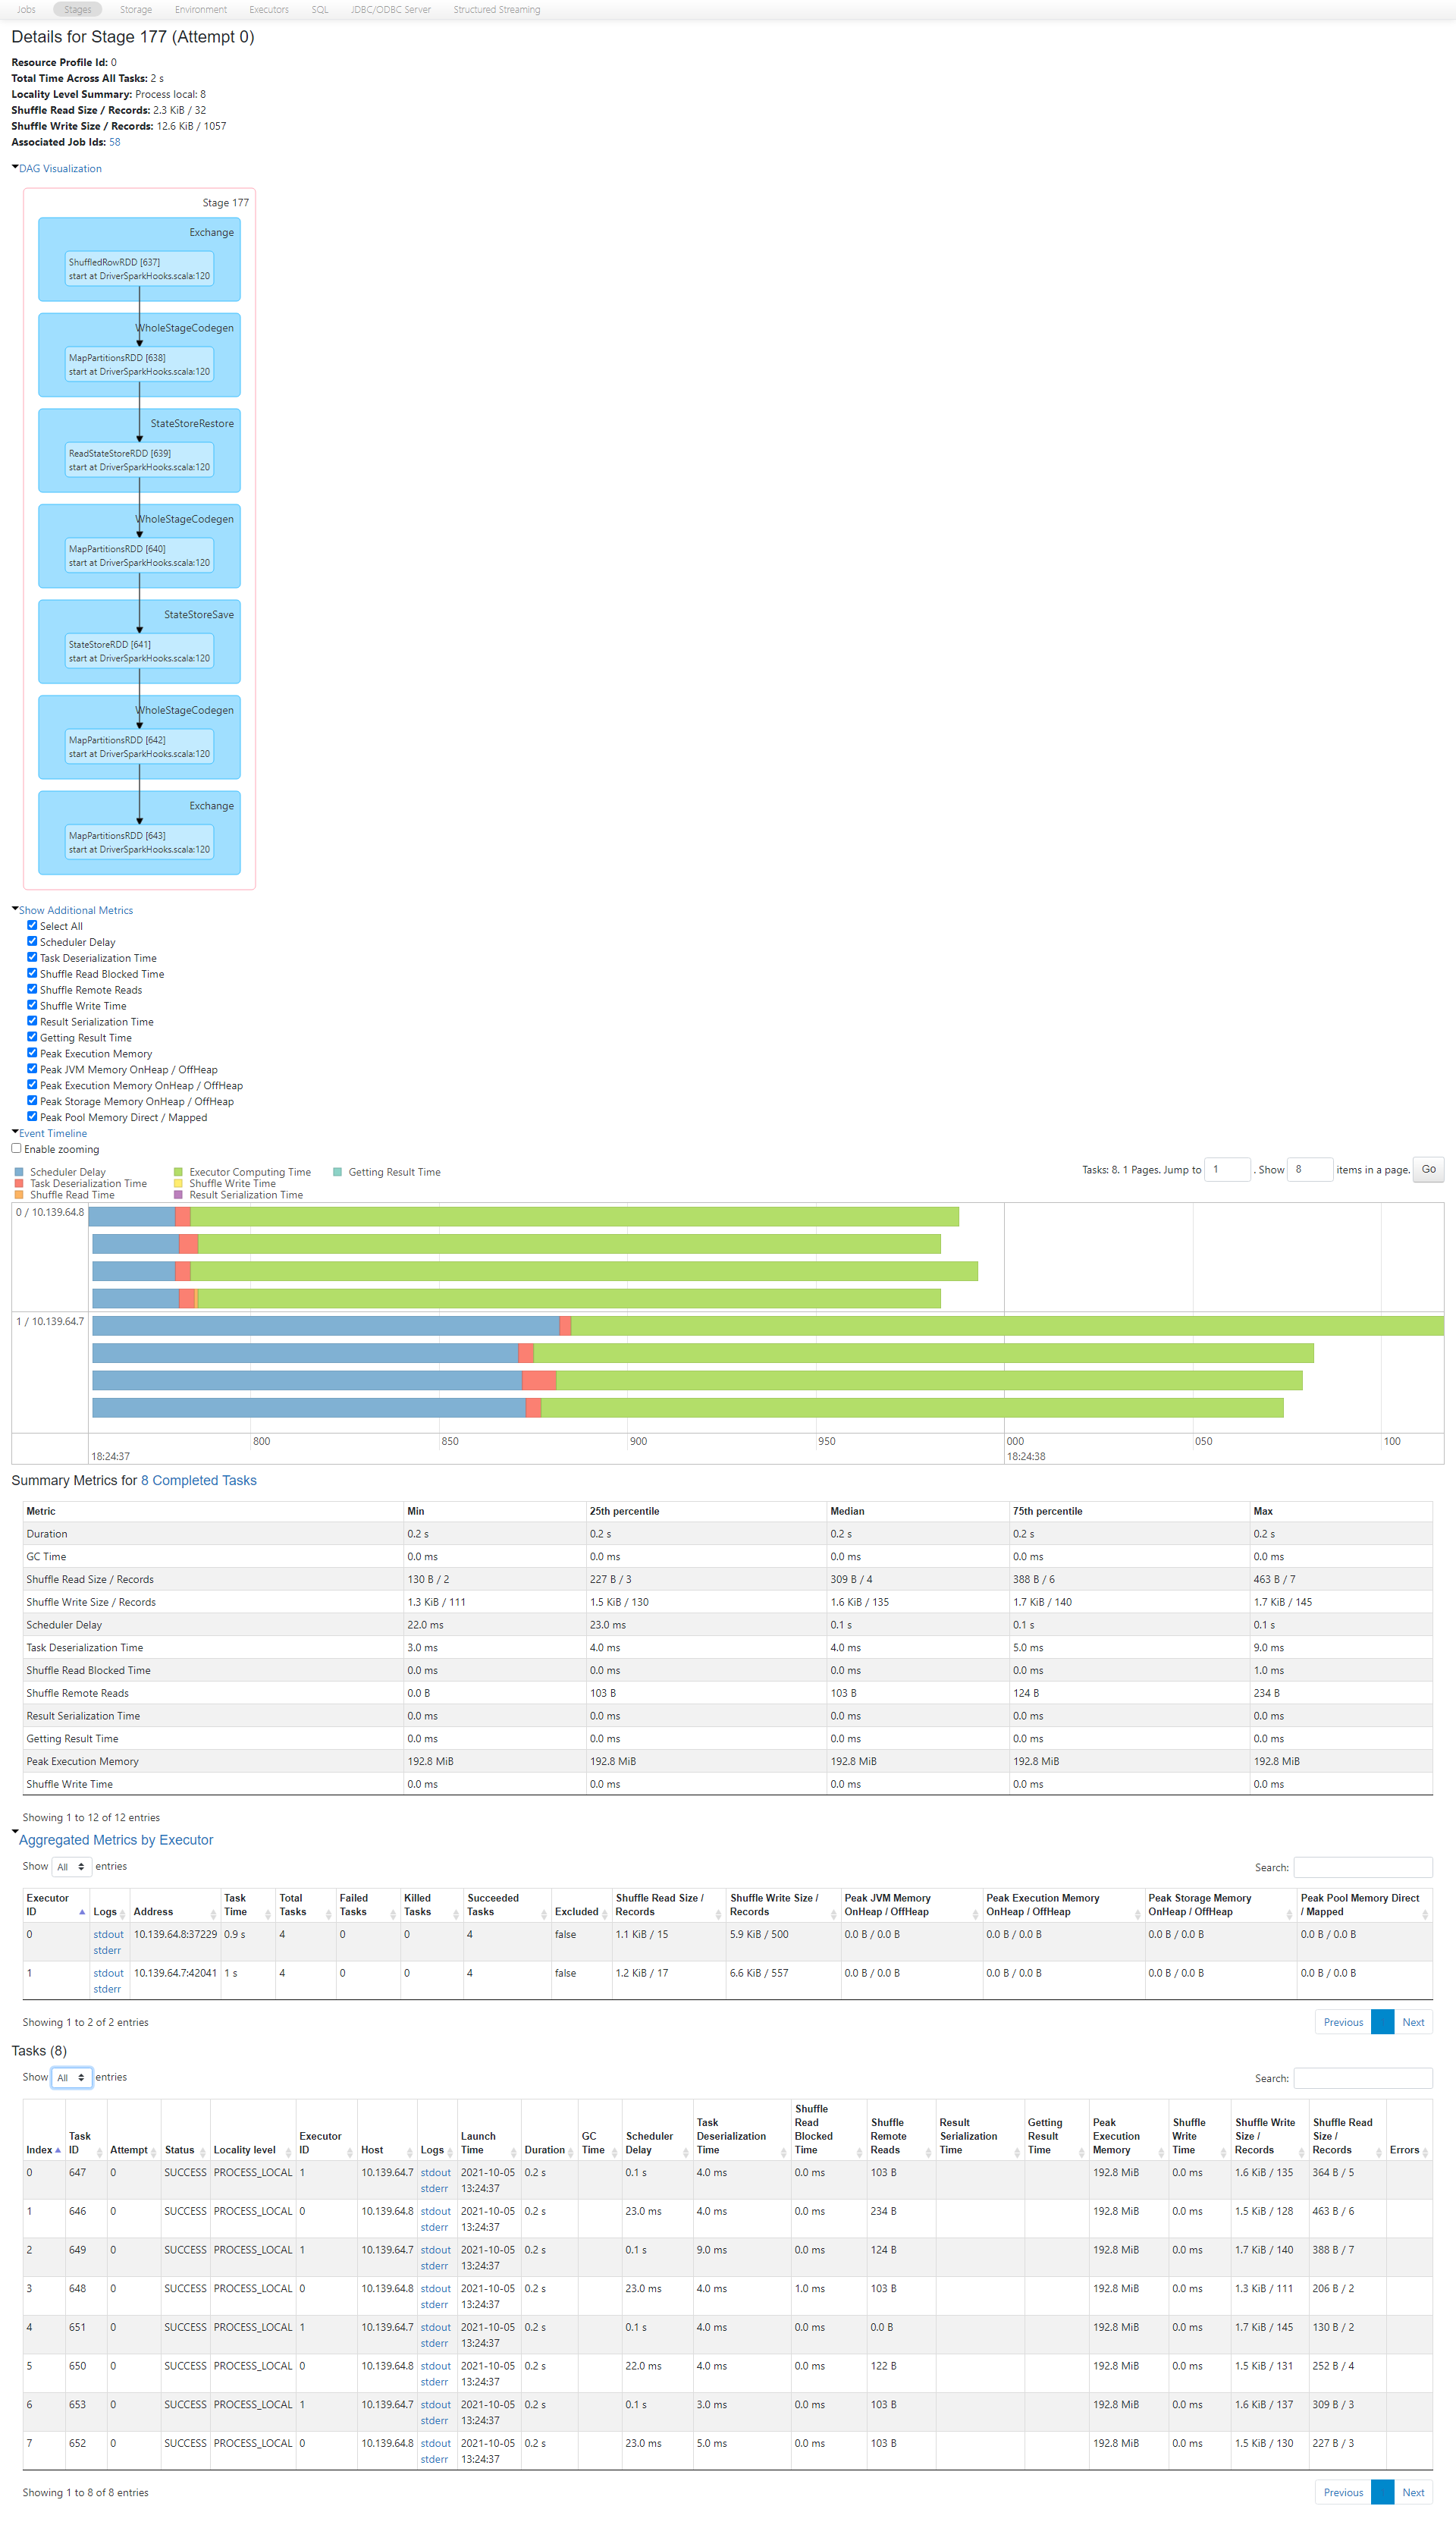 Jobs Stages Storage Environment Executors SQL JDBC/ODBC Server Structured Streaming
Details for Stage 177 (Attempt 0)
Resource Profile Id: 0
Total Time Across All Tasks: 2 s
Locality Level Summary: Process local: 8
Shuffle Read Size / Records: 2.3 KiB / 32
Shuffle Write Size / Records: 12.6 KiB / 1057
Associated Job Ids: 58
DAG Visualization
Stage 177
Exchange
ShuffledRowRDD [637]
start at DriverSparkHooks.scala:120
WholeStageCodegen
MapPartitionsRDD [638]
start at DriverSparkHooks.scala:120
StateStoreRestore
ReadStateStoreRDD [639]
start at DriverSparkHooks.scala:120
WholeStageCodegen
MapPartitionsRDD [640]
start at DriverSparkHooks.scala:120
StateStoreSave
StateStoreRDD [641]
start at DriverSparkHooks.scala:120
WholeStageCodegen
MapPartitionsRDD [642]
start at DriverSparkHooks.scala:120
Exchange
MapPartitionsRDD [643]
start at DriverSparkHooks.scala:120
Show Additional Metrics
Select All
Scheduler Delay
Task Deserialization Time
Shuffle Read Blocked Time
Shuffle Remote Reads
Shuffle Write Time
Result Serialization Time
Getting Result Time
Peak Execution Memory
Peak JVM Memory OnHeap / OffHeap
Peak Execution Memory OnHeap / OffHeap
Peak Storage Memory OnHeap / OffHeap
Peak Pool Memory Direct / Mapped
Event Timeline
Enable zooming
Tasks: 8. 1 Pages. Jump to 1 . Show 8 items in a page. Go
Scheduler Delay Executor Computing Time Getting Result Time
Task Deserialization Time Shuffle Write Time
Shuffle Read Time Result Serialization Time
0 / 10.139.64.8
1 / 10.139.64.7
800 850 900 950 000 050 100
18:24:37 18:24:38
Summary Metrics for 8 Completed Tasks
Metric Min 25th percentile Median 75th percentile Max
Duration 0.2 s 0.2 s 0.2 s 0.2 s 0.2 s
GC Time 0.0 ms 0.0 ms 0.0 ms 0.0 ms 0.0 ms
Shuffle Read Size / Records 130 B / 2 227 B / 3 309 B / 4 388 B / 6 463 B / 7
Shuffle Write Size / Records 1.3 KiB / 111 1.5 KiB / 130 1.6 KiB / 135 1.7 KiB / 140 1.7 KiB / 145
Scheduler Delay 22.0 ms 23.0 ms 0.1 s 0.1 s 0.1 s
Task Deserialization Time 3.0 ms 4.0 ms 4.0 ms 5.0 ms 9.0 ms
Shuffle Read Blocked Time 0.0 ms 0.0 ms 0.0 ms 0.0 ms 1.0 ms
Shuffle Remote Reads 0.0 B 103 B 103 B 124 B 234 B
Result Serialization Time 0.0 ms 0.0 ms 0.0 ms 0.0 ms 0.0 ms
Getting Result Time 0.0 ms 0.0 ms 0.0 ms 0.0 ms 0.0 ms
Peak Execution Memory 192.8 MiB 192.8 MiB 192.8 MiB 192.8 MiB 192.8 MiB
Shuffle Write Time 0.0 ms 0.0 ms 0.0 ms 0.0 ms 0.0 ms
Showing 1 to 12 of 12 entries
Aggregated Metrics by Executor
Show All entries Search:
Executor ID Logs Address Task Time Total Tasks Failed Tasks Killed Tasks Succeeded Tasks Excluded Shuffle Read Size / Records Shuffle Write Size / Records Peak JVM Memory OnHeap / OffHeap Peak Execution Memory OnHeap / OffHeap Peak Storage Memory OnHeap / OffHeap Peak Pool Memory Direct / Mapped
0 stdout 10.139.64.8:37229 0.9 s 4 0 0 4 false 1.1 KiB / 15 5.9 KiB / 500 0.0 B / 0.0 B 0.0 B / 0.0 B 0.0 B / 0.0 B 0.0 B / 0.0 B
stderr
1 stdout 10.139.64.7:42041 1 s 4 0 0 4 false 1.2 KiB / 17 6.6 KiB / 557 0.0 B / 0.0 B 0.0 B / 0.0 B 0.0 B / 0.0 B 0.0 B / 0.0 B
stderr
Showing 1 to 2 of 2 entries Previous Next
Tasks (8)
Show All entries Search:
Index Task ID Attempt Status Locality level Executor ID Host Logs Launch Time Duration GC Time Scheduler Delay Task Deserialization Time Shuffle Read Blocked Time Shuffle Remote Reads Result Serialization Time Getting Result Time Peak Execution Memory Shuffle Write Time Shuffle Write Size / Records Shuffle Read Size / Records Errors
0 647 0 SUCCESS PROCESS_LOCAL 1 10.139.64.7 stdout 2021-10-05 0.2 s 0.1 s 4.0 ms 0.0 ms 103 B 192.8 MiB 0.0 ms 1.6 KiB / 135 364 B / 5
stderr 13:24:37
1 646 0 SUCCESS PROCESS_LOCAL 0 10.139.64.8 stdout 2021-10-05 0.2 s 23.0 ms 4.0 ms 0.0 ms 234 B 192.8 MiB 0.0 ms 1.5 KiB / 128 463 B / 6
stderr 13:24:37
2 649 0 SUCCESS PROCESS_LOCAL 1 10.139.64.7 stdout 2021-10-05 0.2 s 0.1 s 9.0 ms 0.0 ms 124 B 192.8 MiB 0.0 ms 1.7 KiB / 140 388 B / 7
stderr 13:24:37
3 648 0 SUCCESS PROCESS_LOCAL 0 10.139.64.8 stdout 2021-10-05 0.2 s 23.0 ms 4.0 ms 1.0 ms 103 B 192.8 MiB 0.0 ms 1.3 KiB / 111 206 B / 2
stderr 13:24:37
4 651 0 SUCCESS PROCESS_LOCAL 1 10.139.64.7 stdout 2021-10-05 0.2 s 0.1 s 4.0 ms 0.0 ms 0.0 B 192.8 MiB 0.0 ms 1.7 KiB / 145 130 B / 2
stderr 13:24:37
5 650 0 SUCCESS PROCESS_LOCAL 0 10.139.64.8 stdout 2021-10-05 0.2 s 22.0 ms 4.0 ms 0.0 ms 122 B 192.8 MiB 0.0 ms 1.5 KiB / 131 252 B / 4
stderr 13:24:37
6 653 0 SUCCESS PROCESS_LOCAL 1 10.139.64.7 stdout 2021-10-05 0.2 s 0.1 s 3.0 ms 0.0 ms 103 B 192.8 MiB 0.0 ms 1.6 KiB / 137 309 B / 3
stderr 13:24:37
7 652 0 SUCCESS PROCESS_LOCAL 0 10.139.64.8 stdout 2021-10-05 0.2 s 23.0 ms 5.0 ms 0.0 ms 103 B 192.8 MiB 0.0 ms 1.5 KiB / 130 227 B / 3
stderr 13:24:37
Showing 1 to 8 of 8 entries Previous Next